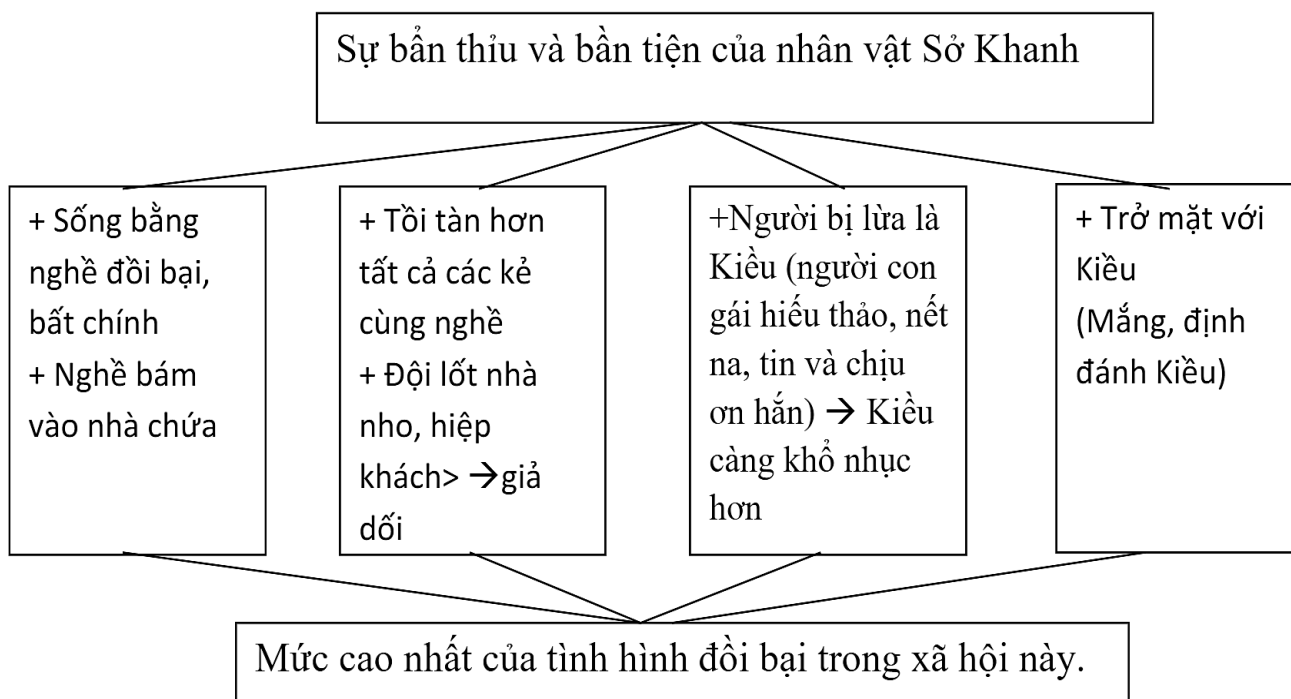 Sự bẩn thỉu và bần tiện của nhân vật Sở Khanh
+ Sống bằng
nghề đồi bại,
bất chính
+ Nghề bám
vào nhà chứa
+ Tồi tàn hơn
tất cả các kẻ
cùng nghề
+ Đội lốt nhà
nho, hiệp
khách> →giả
dối
+Người bị lừa là
Kiều (người con
gái hiếu thảo, nết
na, tin và chịu
ơn hắn) → Kiều
càng khổ nhục
hơn
+ Trở mặt với
Kiều
(Mắng, định
đánh Kiều)
Mức cao nhất của tình hình đồi bại trong xã hội này.